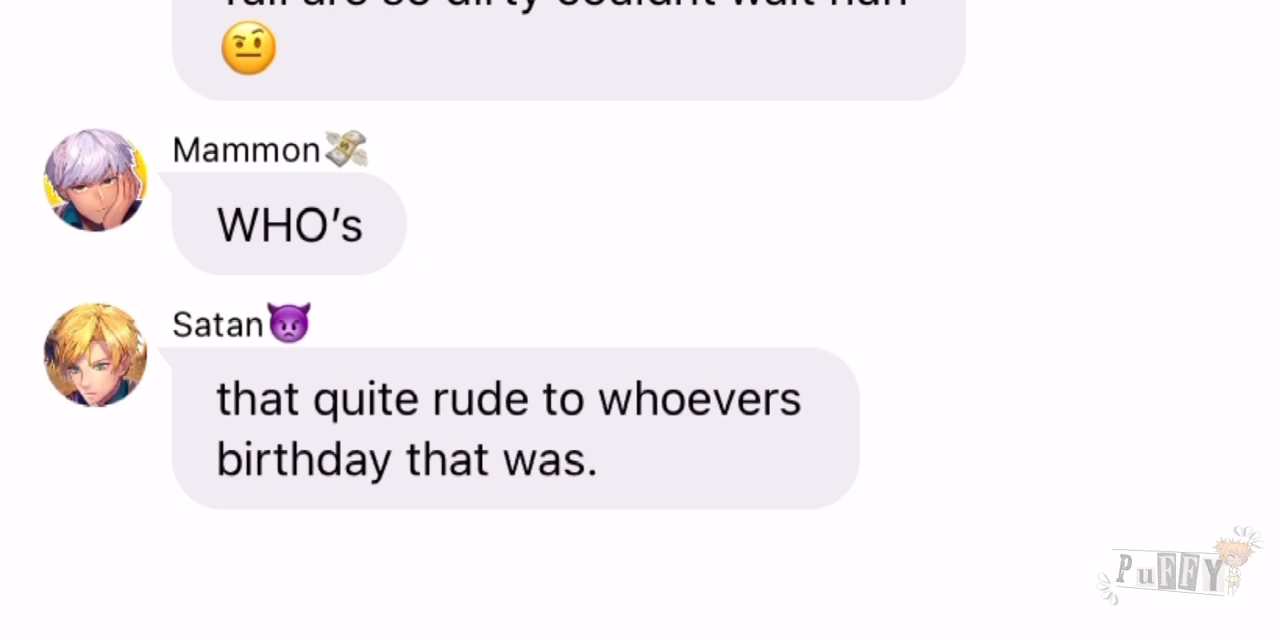 🤨
Mammon💸
WHO's
Satan👿
that quite rude to whoevers
birthday that was.
PuFFY